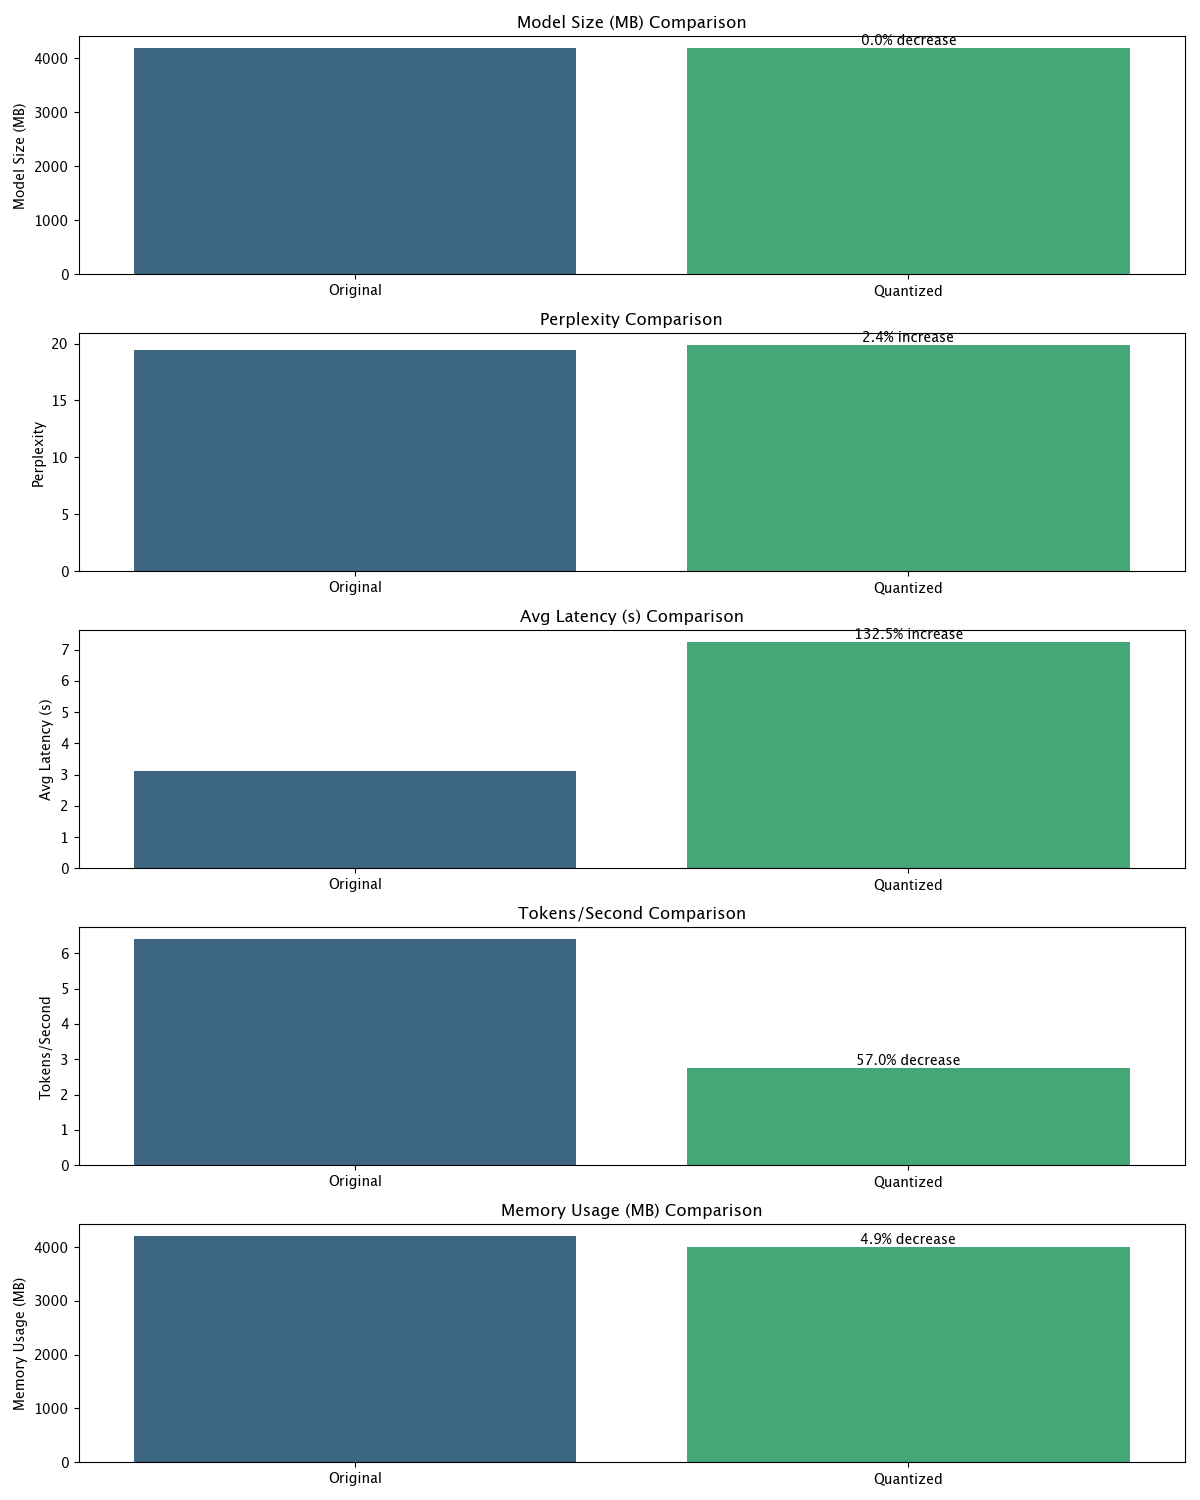 Model Size (MB) Comparison
0.0% decrease
4000
3000
2000
1000
0
Model Size (MB)
Original
Quantized
Perplexity Comparison
2.4% increase
20
15
10
5
0
Perplexity
Original
Quantized
Avg Latency (s) Comparison
132.5% increase
7
6
5
4
3
2
1
0
Avg Latency (s)
Original
Quantized
Tokens/Second Comparison
6
5
4
3
2
1
0
Tokens/Second
57.0% decrease
Original
Quantized
Memory Usage (MB) Comparison
4.9% decrease
4000
3000
2000
1000
0
Memory Usage (MB)
Original
Quantized